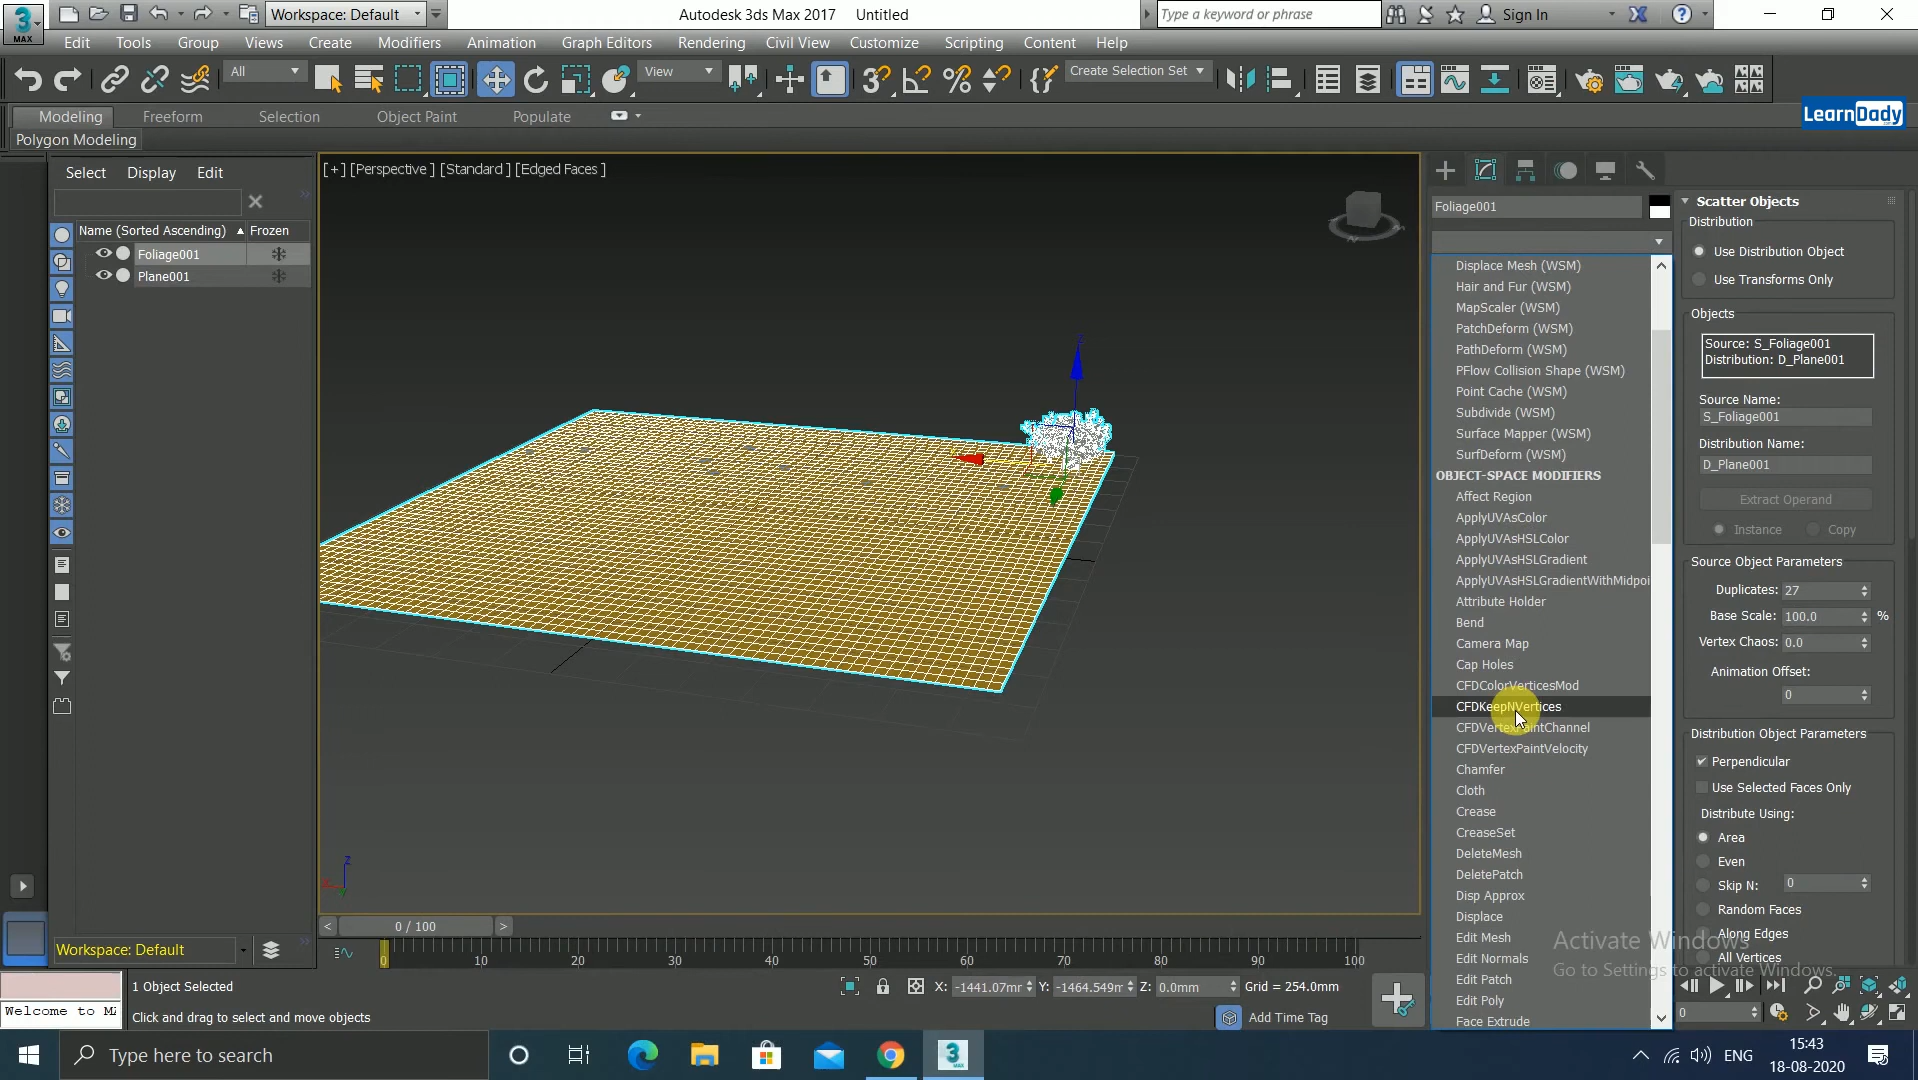 3
MAX
Workspace: Default
Autodesk 3ds Max 2017 Untitled
Type a keyword or phrase
Sign In
Edit Tools Group Views Create Modifiers Animation Graph Editors Rendering Civil View Customize Scripting Content Help
All
View
Create Selection Set
Modeling Freeform Selection Object Paint Populate
LearnDady
Polygon Modeling
Select Display Edit
Name (Sorted Ascending) Frozen
Foliage001
Plane001
[+] [Perspective ] [Standard ] [Edged Faces ]
Foliage001
Displace Mesh (WSM)
Hair and Fur (WSM)
MapScaler (WSM)
PatchDeform (WSM)
PathDeform (WSM)
PFlow Collision Shape (WSM)
Point Cache (WSM)
Subdivide (WSM)
Surface Mapper (WSM)
SurfDeform (WSM)
OBJECT-SPACE MODIFIERS
Affect Region
ApplyUVAsColor
ApplyUVAsHSLColor
ApplyUVAsHSLGradient
ApplyUVAsHSLGradientWithMidpoi
Attribute Holder
Bend
Camera Map
Cap Holes
CFDColorVerticesMod
CFDKeepNVertices
CFDVertexPaintChannel
CFDVertexPaintVelocity
Chamfer
Cloth
Crease
CreaseSet
DeleteMesh
DeletePatch
Disp Approx
Displace
Edit Mesh
Edit Normals
Edit Patch
Edit Poly
Face Extrude
Scatter Objects
Distribution
Use Distribution Object
Use Transforms Only
Objects
Source: S_Foliage001
Distribution: D_Plane001
Source Name:
S_Foliage001
Distribution Name:
D_Plane001
Extract Operand
Instance Copy
Source Object Parameters
Duplicates: 27
Base Scale: 100.0 %
Vertex Chaos: 0.0
Animation Offset:
0
Distribution Object Parameters
Perpendicular
Use Selected Faces Only
Distribute Using:
Area
Even
Skip N: 0
Random Faces
Along Edges
All Vertices
Activate Windows
Go to Settings to activate Windows.
z
z
x
0 / 100
0 10 20 30 40 50 60 70 80 90 100
Workspace: Default
1 Object Selected
X: -1441.07mr Y: -1464.549m Z: 0.0mm Grid = 254.0mm
0
Welcome to MA
Click and drag to select and move objects
Add Time Tag
Type here to search
3
ENG
15:43
18-08-2020